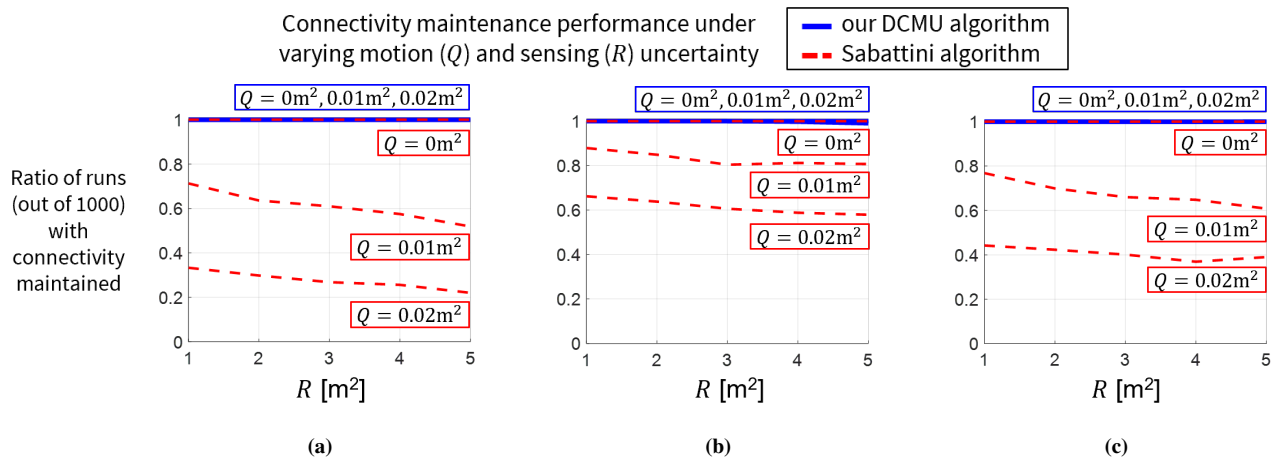 Connectivity maintenance performance under
varying motion (Q) and sensing (R) uncertainty
our DCMU algorithm
Sabattini algorithm
Ratio of runs
(out of 1000)
with
connectivity
maintained
Q = 0m², 0.01m², 0.02m²
1
0.8
0.6
0.4
0.2
0
Q = 0m²
Q = 0.01m²
Q = 0.02m²
1 2 3 4 5
R [m²]
(a)
Q = 0m², 0.01m², 0.02m²
1
0.8
0.6
0.4
0.2
0
Q = 0m²
Q = 0.01m²
Q = 0.02m²
1 2 3 4 5
R [m²]
(b)
Q = 0m², 0.01m², 0.02m²
1
0.8
0.6
0.4
0.2
0
Q = 0m²
Q = 0.01m²
Q = 0.02m²
1 2 3 4 5
R [m²]
(c)